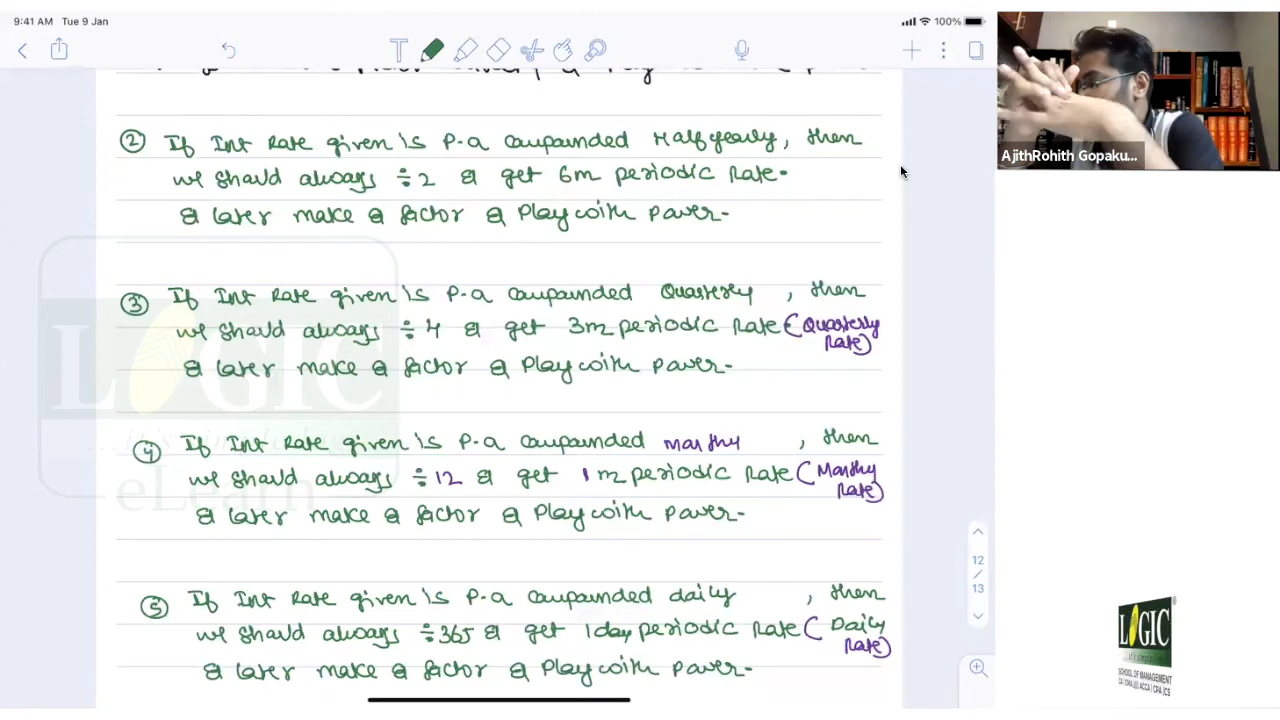 9:41 AM Tue 9 Jan
100%
T
② If Int Rate given is P.a Compounded Half yearly, then
we should always ÷2 & get 6m periodic Rate.
& later make a factor & Play with Power.
③ If Int Rate given is P.a Compounded Quarterly, then
we should always ÷4 & get 3m periodic Rate (Quarterly Rate)
& later make a factor & Play with Power.
④ If Int Rate given is P.a Compounded Monthly, then
we should always ÷12 & get 1m periodic Rate (Monthly Rate)
& later make a factor & Play with Power.
⑤ If Int Rate given is P.a Compounded daily, then
we should always ÷365 & get 1day periodic Rate (Daily Rate)
& later make a factor & Play with Power.
12
/
13
AjithRohith Gopaku...
LOGIC
eLearn
LOGIC
SCHOOL OF MANAGEMENT